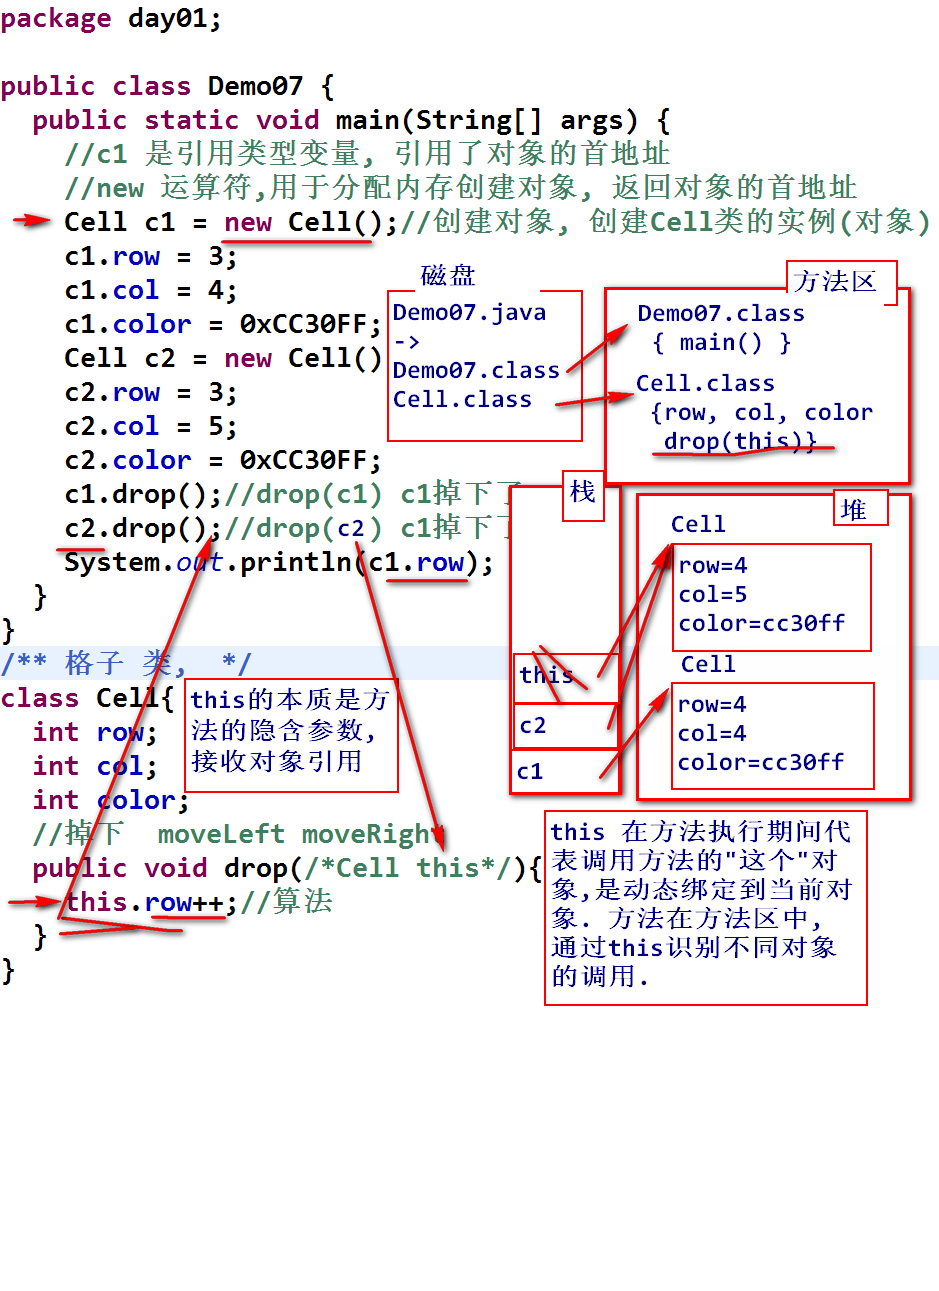 package day01;
public class Demo07 {
public static void main(String[] args) {
//c1 是引用类型变量, 引用了对象的首地址
//new 运算符,用于分配内存创建对象, 返回对象的首地址
Cell c1 = new Cell();//创建对象, 创建Cell类的实例(对象)
c1.row = 3;
c1.col = 4;
c1.color = 0xCC30FF;
Cell c2 = new Cell()
c2.row = 3;
c2.col = 5;
c2.color = 0xCC30FF;
c1.drop();//drop(c1) c1掉下了
c2.drop();//drop(c2) c1掉下了
System.out.println(c1.row);
}
}
/** 格子 类, */
class Cell{
int row;
int col;
int color;
//掉下 moveLeft moveRight
public void drop(/*Cell this*/){
this.row++;//算法
}
}
磁盘
Demo07.java
->
Demo07.class
Cell.class
方法区
Demo07.class
{ main() }
Cell.class
{row, col, color
drop(this)}
栈
this
c2
c1
堆
Cell
row=4
col=5
color=cc30ff
Cell
row=4
col=4
color=cc30ff
this的本质是方
法的隐含参数,
接收对象引用
this 在方法执行期间代
表调用方法的"这个"对
象,是动态绑定到当前对
象. 方法在方法区中,
通过this识别不同对象
的调用.